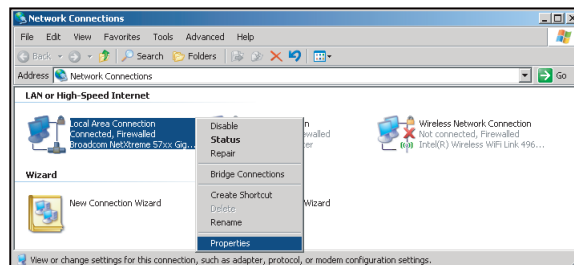 Network Connections
File Edit View Favorites Tools Advanced Help
Back Search Folders
Address Network Connections Go
LAN or High-Speed Internet
Local Area Connection
Connected, Firewalled
Broadcom NetXtreme 57xx Gig...
Wireless Network Connection
Not connected, Firewalled
Intel(R) Wireless WiFi Link 496...
Disable
Status
Repair
Bridge Connections
Create Shortcut
Delete
Rename
Properties
Wizard
New Connection Wizard
Wizard
View or change settings for this connection, such as adapter, protocol, or modem configuration settings.